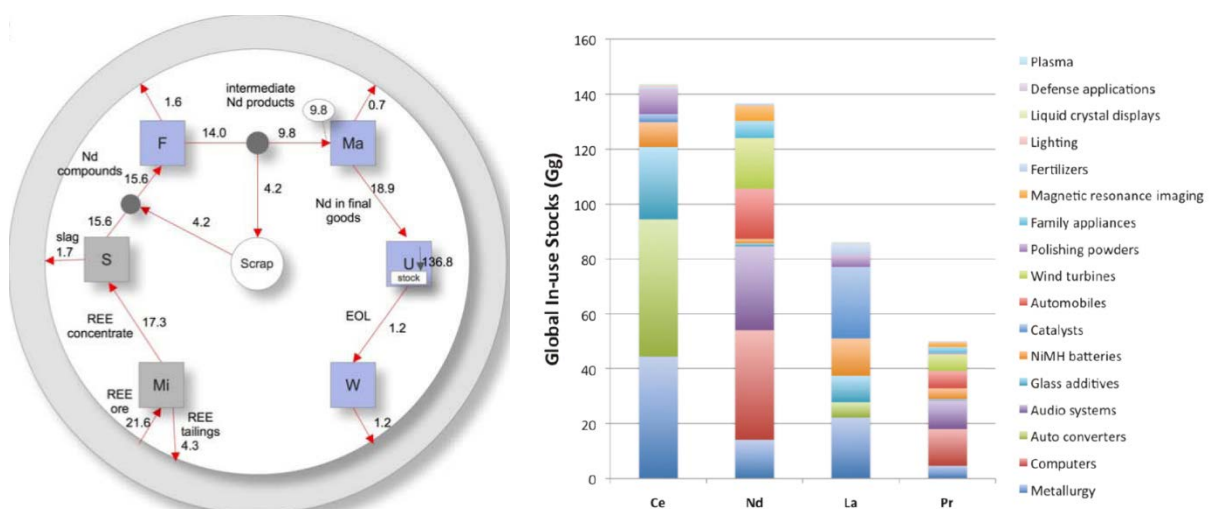 1.6
F
14.0
intermediate
Nd products
9.8
9.8
Ma
0.7
Nd
compounds
15.6
15.6
4.2
4.2
18.9
Nd in final
goods
slag
1.7
S
Scrap
U
136.8
stock
REE
concentrate
17.3
EOL
1.2
Mi
W
REE
ore
21.6
REE
tailings
4.3
1.2
Global In-use Stocks (Gg)
160
140
120
100
80
60
40
20
0
Ce
Nd
La
Pr
Plasma
Defense applications
Liquid crystal displays
Lighting
Fertilizers
Magnetic resonance imaging
Family appliances
Polishing powders
Wind turbines
Automobiles
Catalysts
NiMH batteries
Glass additives
Audio systems
Auto converters
Computers
Metallurgy